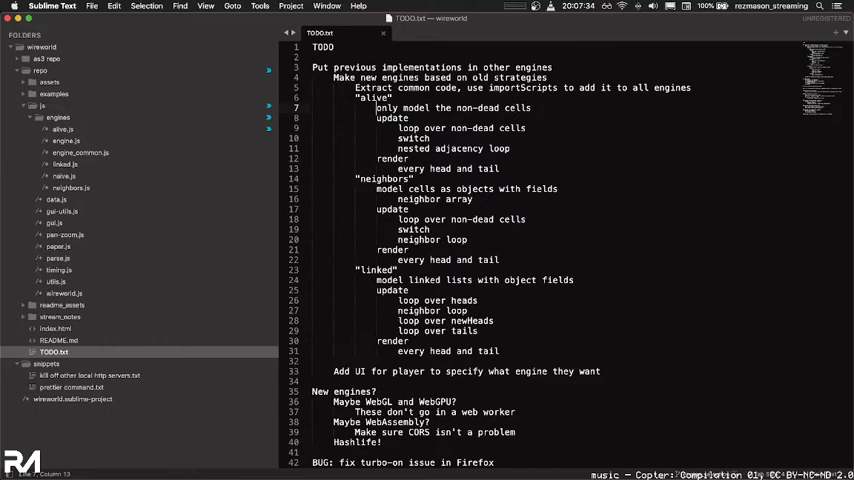 Sublime Text File Edit Selection Find View Goto Tools Project Window Help 100% 20:07:34 rezmason_streaming
TODO.txt — wireworld
UNREGISTERED
FOLDERS
wireworld
as3 repo
repo
assets
examples
js
engines
alive.js
engine.js
engine_common.js
linked.js
naive.js
neighbors.js
data.js
gui-utils.js
gui.js
pan-zoom.js
paper.js
parse.js
timing.js
utils.js
wireworld.js
readme_assets
stream_notes
index.html
README.md
TODO.txt
snippets
kill off other local http servers.txt
prettier command.txt
wireworld.sublime-project
TODO.txt
1 TODO
2
3 Put previous implementations in other engines
4 Make new engines based on old strategies
5 Extract common code, use importScripts to add it to all engines
6 "alive"
7 only model the non-dead cells
8 update
9 loop over non-dead cells
10 switch
11 nested adjacency loop
12 render
13 every head and tail
14 "neighbors"
15 model cells as objects with fields
16 neighbor array
17 update
18 loop over non-dead cells
19 switch
20 neighbor loop
21 render
22 every head and tail
23 "linked"
24 model linked lists with object fields
25 update
26 loop over heads
27 neighbor loop
28 loop over newHeads
29 loop over tails
30 render
31 every head and tail
32
33 Add UI for player to specify what engine they want
34
35 New engines?
36 Maybe WebGL and WebGPU?
37 These don't go in a web worker
38 Maybe WebAssembly?
39 Make sure CORS isn't a problem
40 Hashlife!
41
42 BUG: fix turbo-on issue in Firefox
RM
Line 7, Column 13
music — Copter: Compilation 01, CC BY-NC-ND 2.0